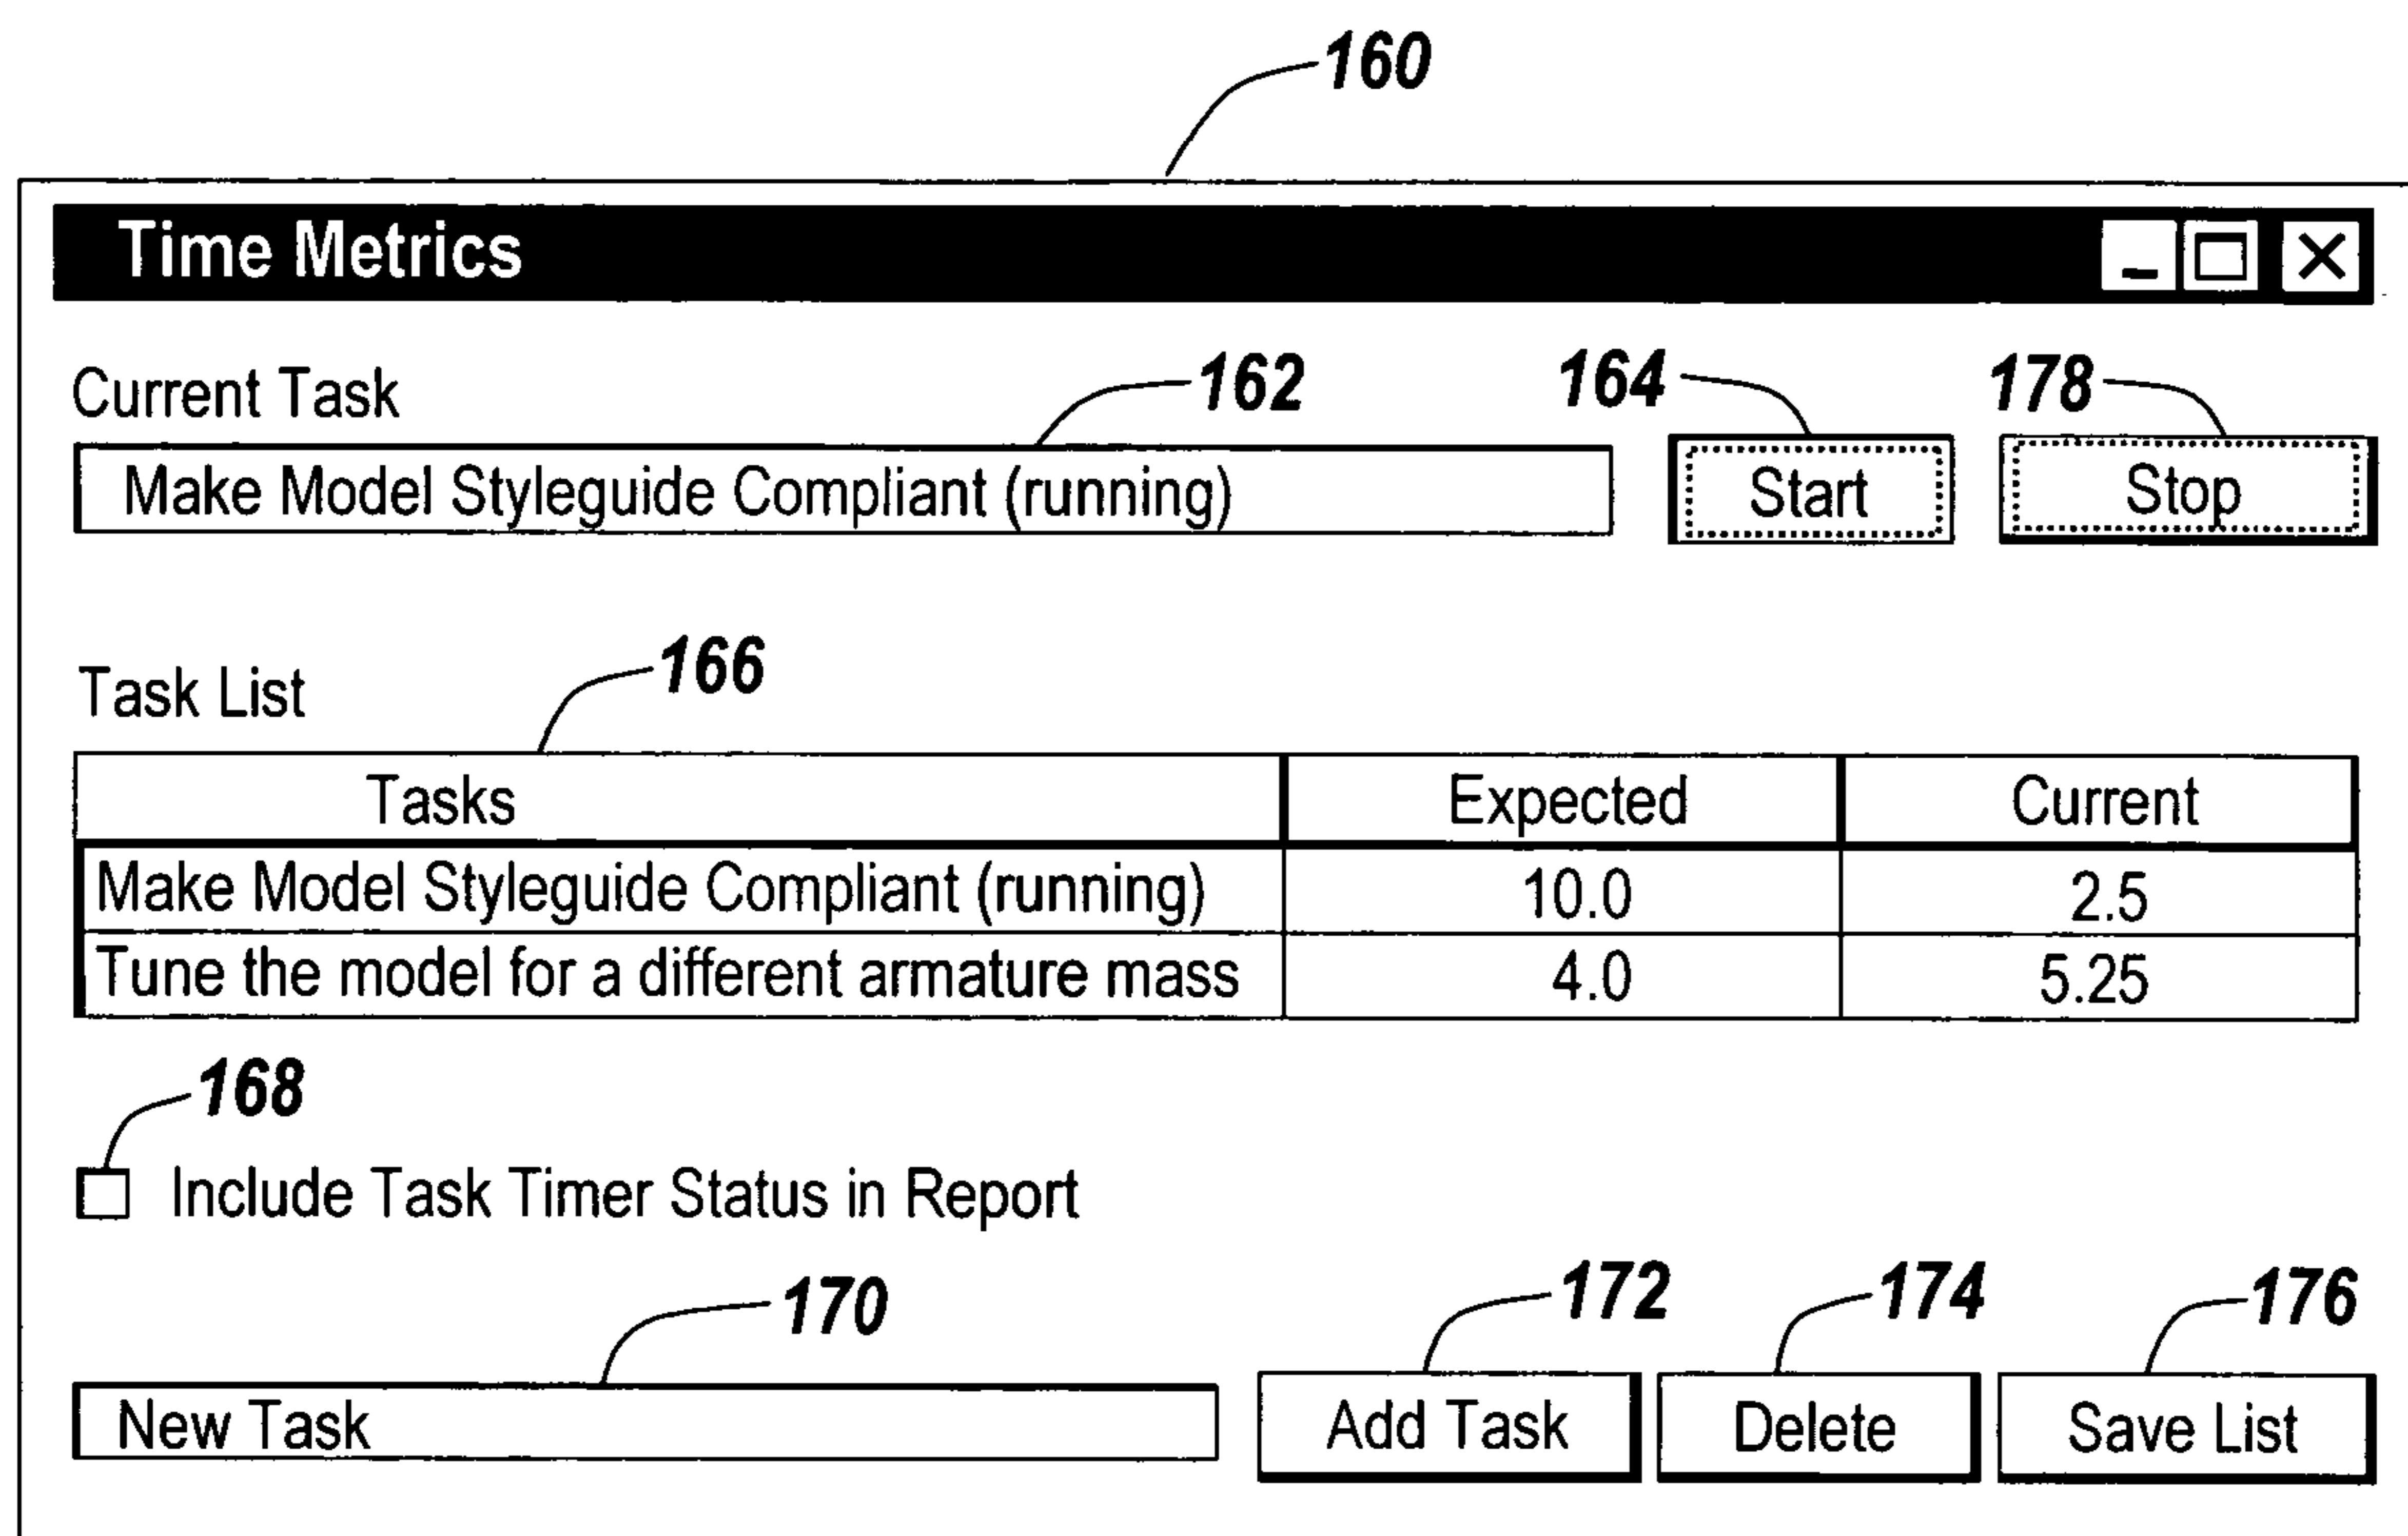 160
Time Metrics
Current Task
162
164
178
Make Model Styleguide Compliant (running)
Start
Stop
Task List
166
Tasks Expected Current
Make Model Styleguide Compliant (running) 10.0 2.5
Tune the model for a different armature mass 4.0 5.25
168
Include Task Timer Status in Report
170
172
174
176
New Task
Add Task
Delete
Save List